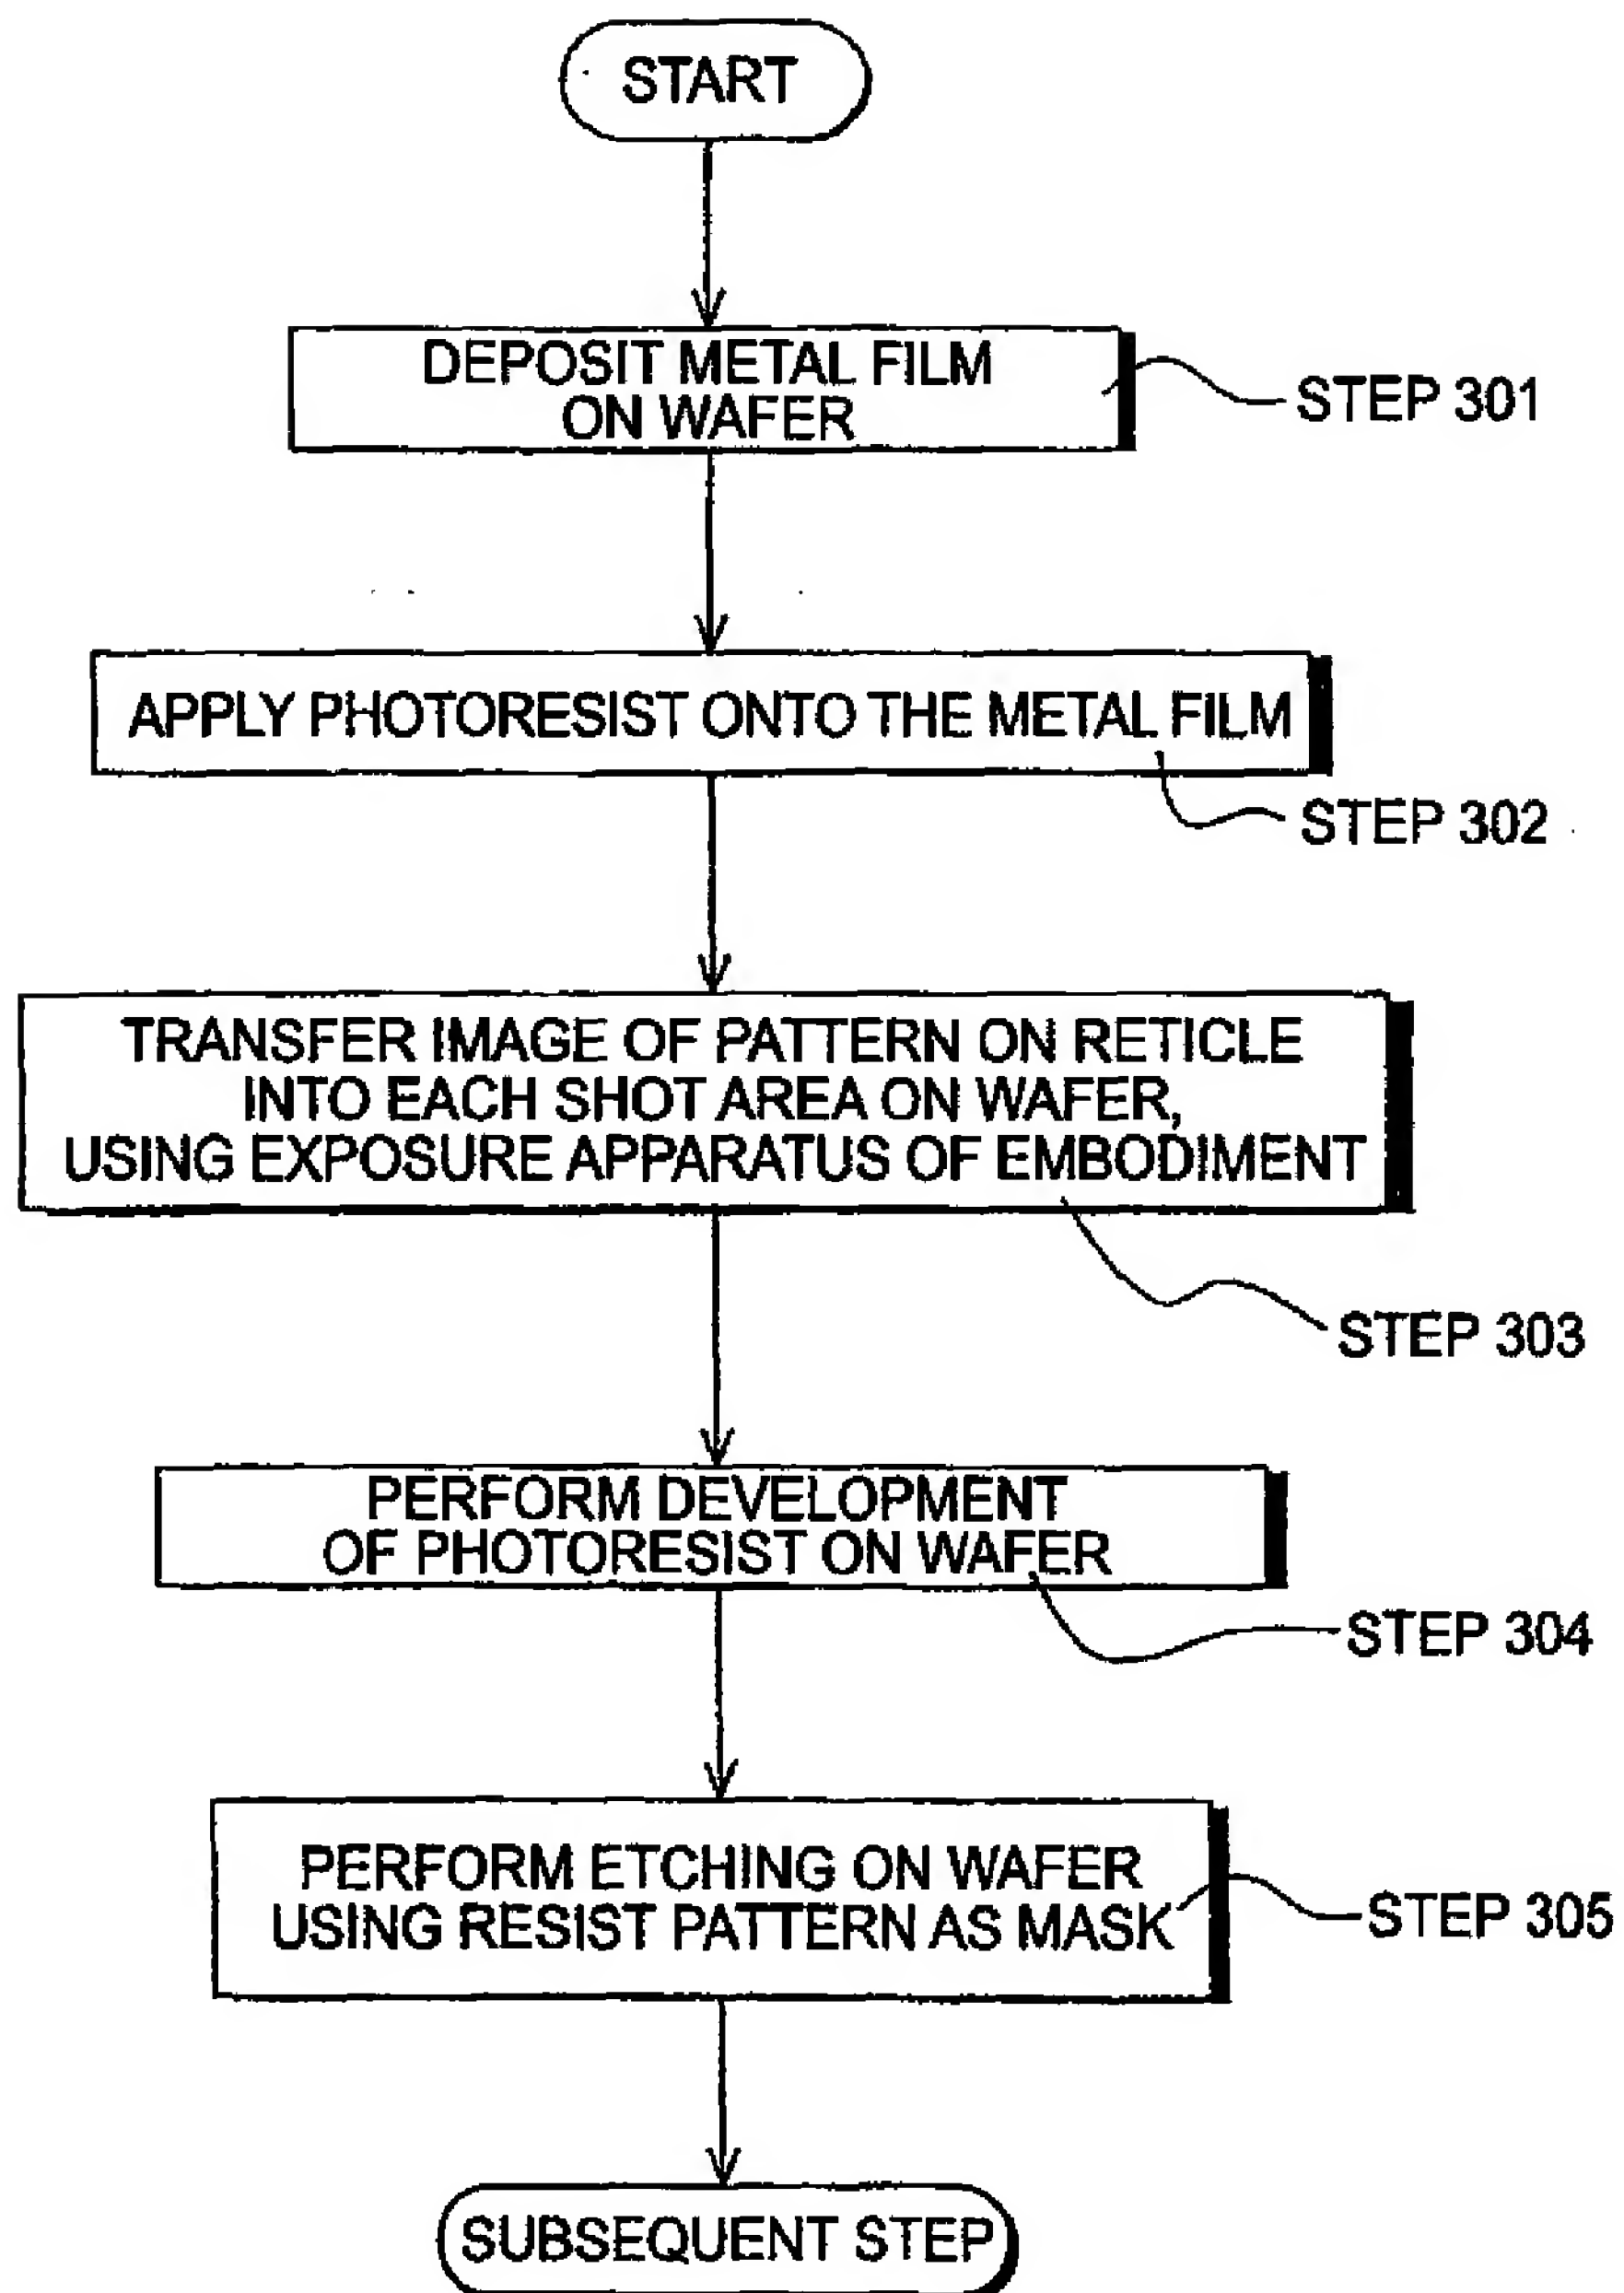 START
DEPOSIT METAL FILM
ON WAFER
STEP 301
APPLY PHOTORESIST ONTO THE METAL FILM
STEP 302
TRANSFER IMAGE OF PATTERN ON RETICLE
INTO EACH SHOT AREA ON WAFER,
USING EXPOSURE APPARATUS OF EMBODIMENT
STEP 303
PERFORM DEVELOPMENT
OF PHOTORESIST ON WAFER
STEP 304
PERFORM ETCHING ON WAFER
USING RESIST PATTERN AS MASK
STEP 305
SUBSEQUENT STEP